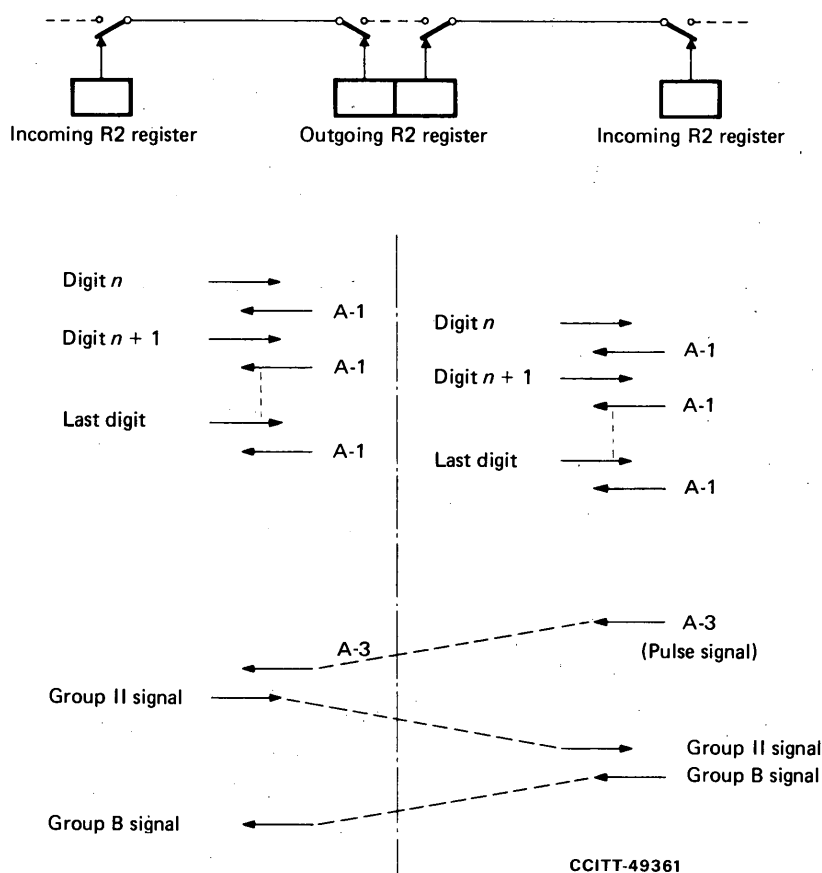 Incoming R2 register Outgoing R2 register Incoming R2 register
Digit n
A-1
Digit n
Digit n + 1
A-1
Digit n + 1
A-1
A-1
Last digit
A-1
Last digit
A-1
A-3
A-3
(Pulse signal)
Group II signal
Group II signal
Group B signal
Group B signal
CCITT-49361